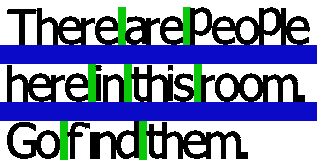 There are people
here in this room.
Go find them.